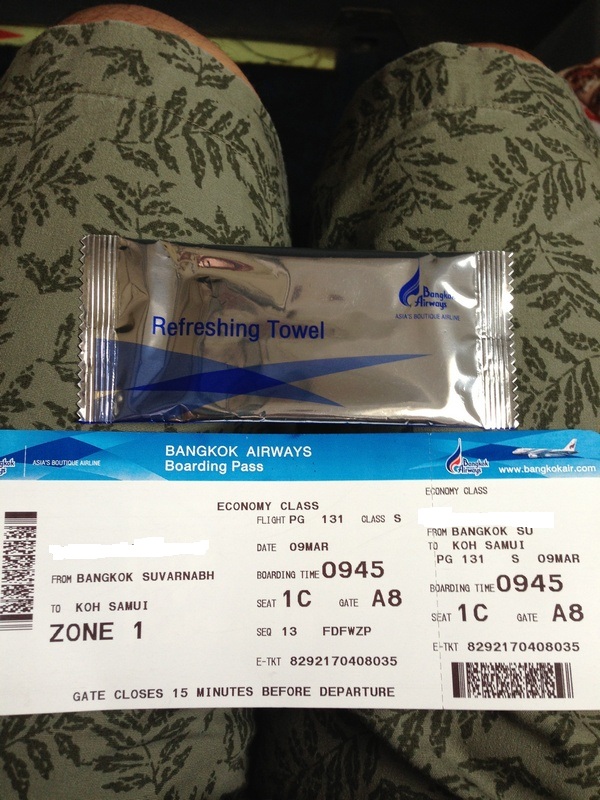 Refreshing Towel
Bangkok
Airways
ASIA'S BOUTIQUE AIRLINE
ASIA'S BOUTIQUE AIRLINE
BANGKOK AIRWAYS
Boarding Pass
Bangkok
Airways
www.bangkokair.com
ECONOMY CLASS
FLIGHT PG 131 CLASS S
DATE 09MAR
FROM BANGKOK SUVARNABH
BOARDING TIME 0945
TO KOH SAMUI
SEAT 1C GATE A8
ZONE 1
SEQ 13 FDFWZP
E-TKT 8292170408035
GATE CLOSES 15 MINUTES BEFORE DEPARTURE
ECONOMY CLASS
FROM BANGKOK SU
TO KOH SAMUI
PG 131 S 09MAR
BOARDING TIME 0945
SEAT 1C GATE A8
E-TKT 8292170408035